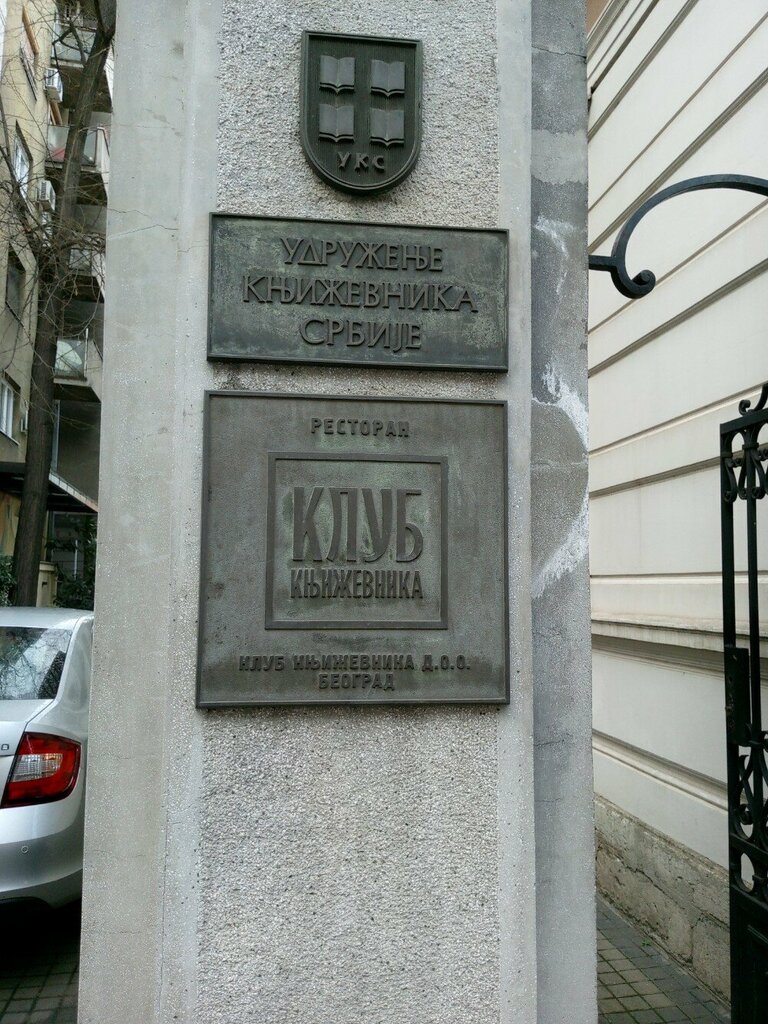 УКС
УДРУЖЕЊЕ
КЊИЖЕВНИКА
СРБИЈЕ
РЕСТОРАН
КЛУБ
КЊИЖЕВНИКА
КЛУБ КЊИЖЕВНИКА Д.О.О.
БЕОГРАД